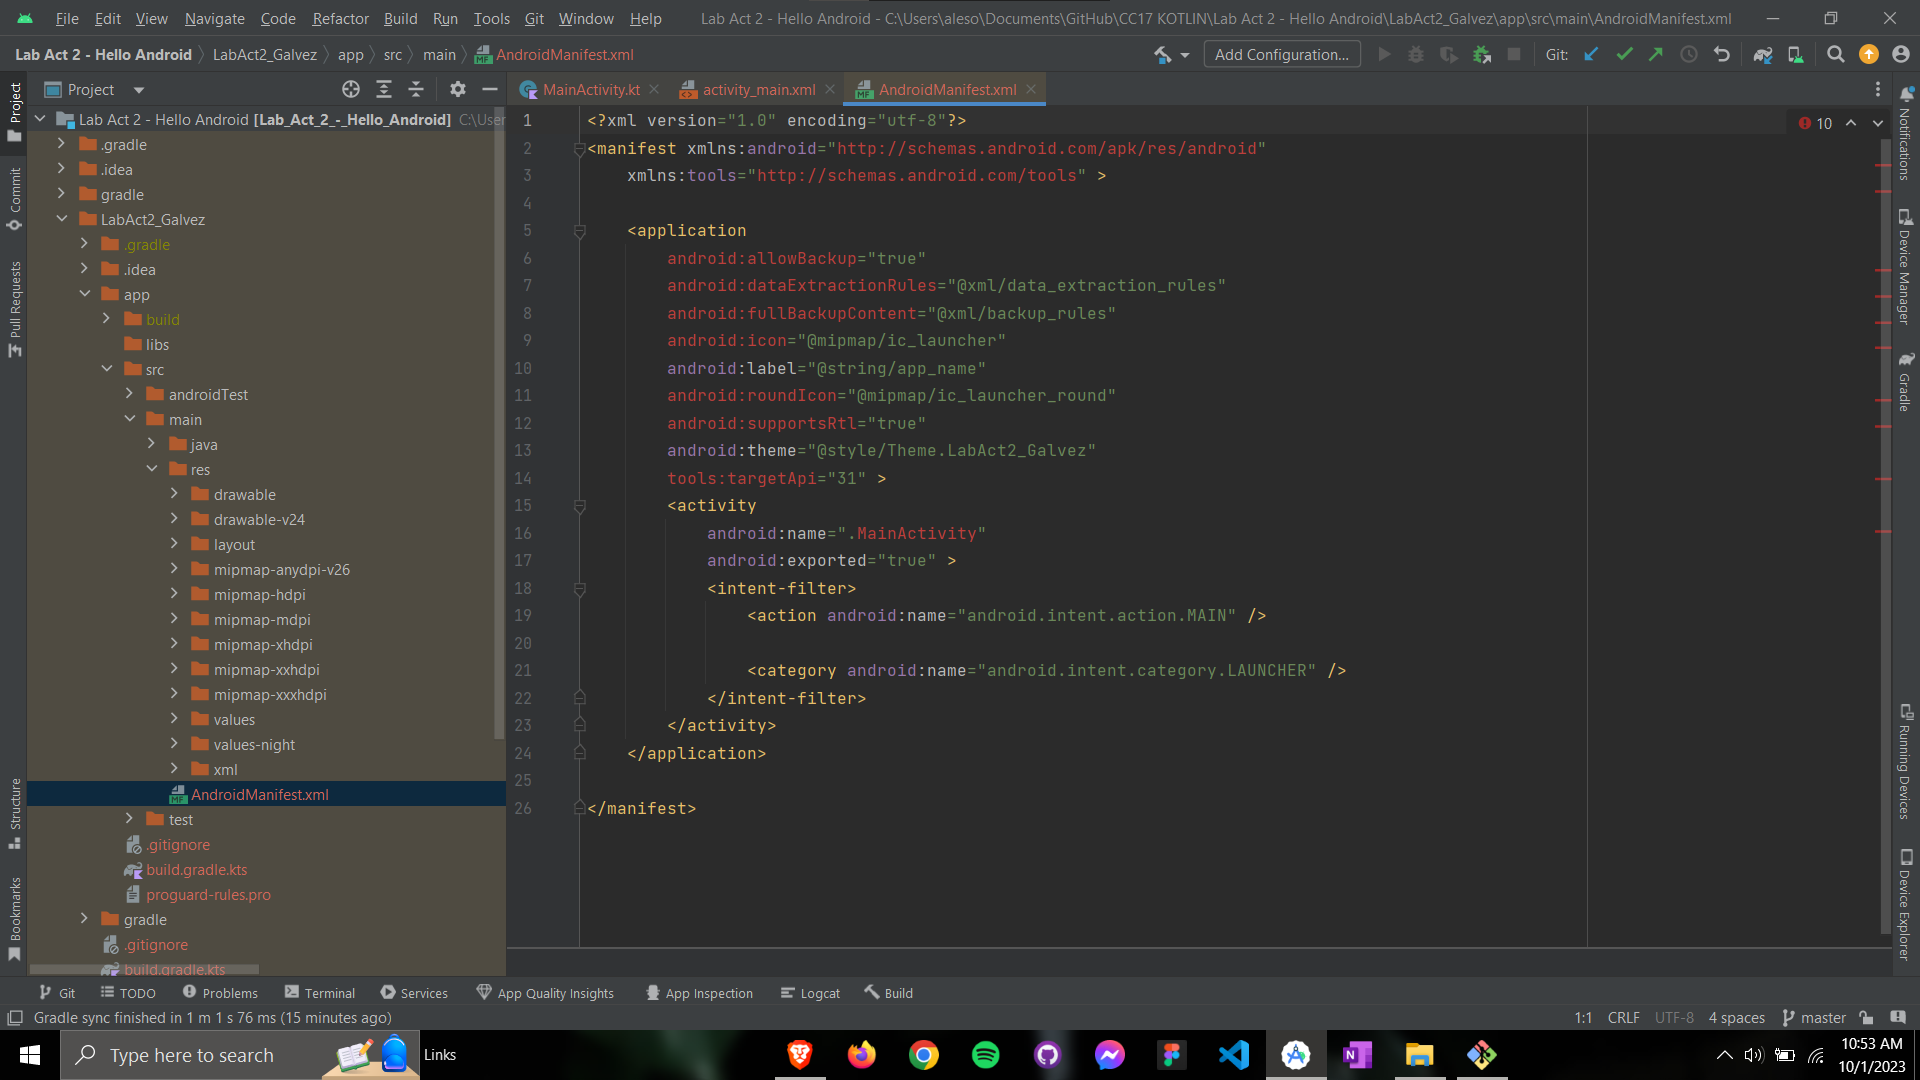 File Edit View Navigate Code Refactor Build Run Tools Git Window Help Lab Act 2 - Hello Android - C:\Users\aleso\Documents\GitHub\CC17 KOTLIN\Lab Act 2 - Hello Android\LabAct2_Galvez\app\src\main\AndroidManifest.xml
Lab Act 2 - Hello Android LabAct2_Galvez app src main AndroidManifest.xml Add Configuration... Git:
Project MainActivity.kt activity_main.xml AndroidManifest.xml
Project
Commit
Pull Requests
Structure
Bookmarks
Lab Act 2 - Hello Android [Lab_Act_2_-_Hello_Android] C:\User
.gradle
.idea
gradle
LabAct2_Galvez
.gradle
.idea
app
build
libs
src
androidTest
main
java
res
drawable
drawable-v24
layout
mipmap-anydpi-v26
mipmap-hdpi
mipmap-mdpi
mipmap-xhdpi
mipmap-xxhdpi
mipmap-xxxhdpi
values
values-night
xml
AndroidManifest.xml
test
.gitignore
build.gradle.kts
proguard-rules.pro
gradle
.gitignore
build.gradle.kts
1 <?xml version="1.0" encoding="utf-8"?>
2 <manifest xmlns:android="http://schemas.android.com/apk/res/android"
3 xmlns:tools="http://schemas.android.com/tools" >
4
5 <application
6 android:allowBackup="true"
7 android:dataExtractionRules="@xml/data_extraction_rules"
8 android:fullBackupContent="@xml/backup_rules"
9 android:icon="@mipmap/ic_launcher"
10 android:label="@string/app_name"
11 android:roundIcon="@mipmap/ic_launcher_round"
12 android:supportsRtl="true"
13 android:theme="@style/Theme.LabAct2_Galvez"
14 tools:targetApi="31" >
15 <activity
16 android:name=".MainActivity"
17 android:exported="true" >
18 <intent-filter>
19 <action android:name="android.intent.action.MAIN" />
20
21 <category android:name="android.intent.category.LAUNCHER" />
22 </intent-filter>
23 </activity>
24 </application>
25
26 </manifest>
10
Notifications
Device Manager
Gradle
Running Devices
Device Explorer
Git TODO Problems Terminal Services App Quality Insights App Inspection Logcat Build
Gradle sync finished in 1 m 1 s 76 ms (15 minutes ago) 1:1 CRLF UTF-8 4 spaces master
Type here to search Links 10:53 AM
10/1/2023